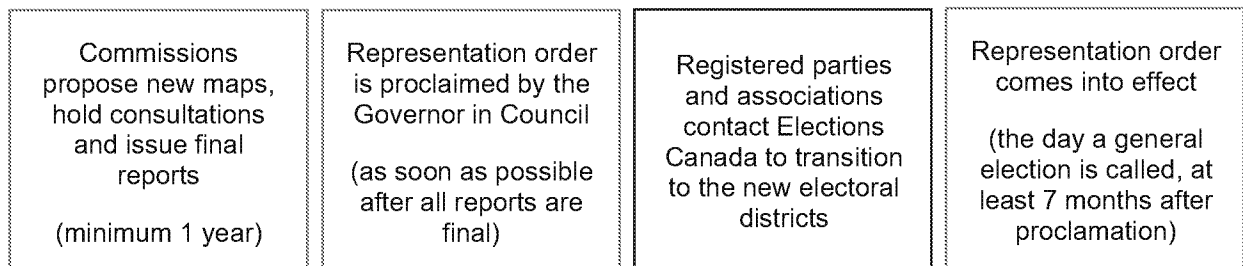 Commissions
propose new maps,
hold consultations
and issue final
reports
(minimum 1 year)
Representation order
is proclaimed by the
Governor in Council
(as soon as possible
after all reports are
final)
Registered parties
and associations
contact Elections
Canada to transition
to the new electoral
districts
Representation order
comes into effect
(the day a general
election is called, at
least 7 months after
proclamation)